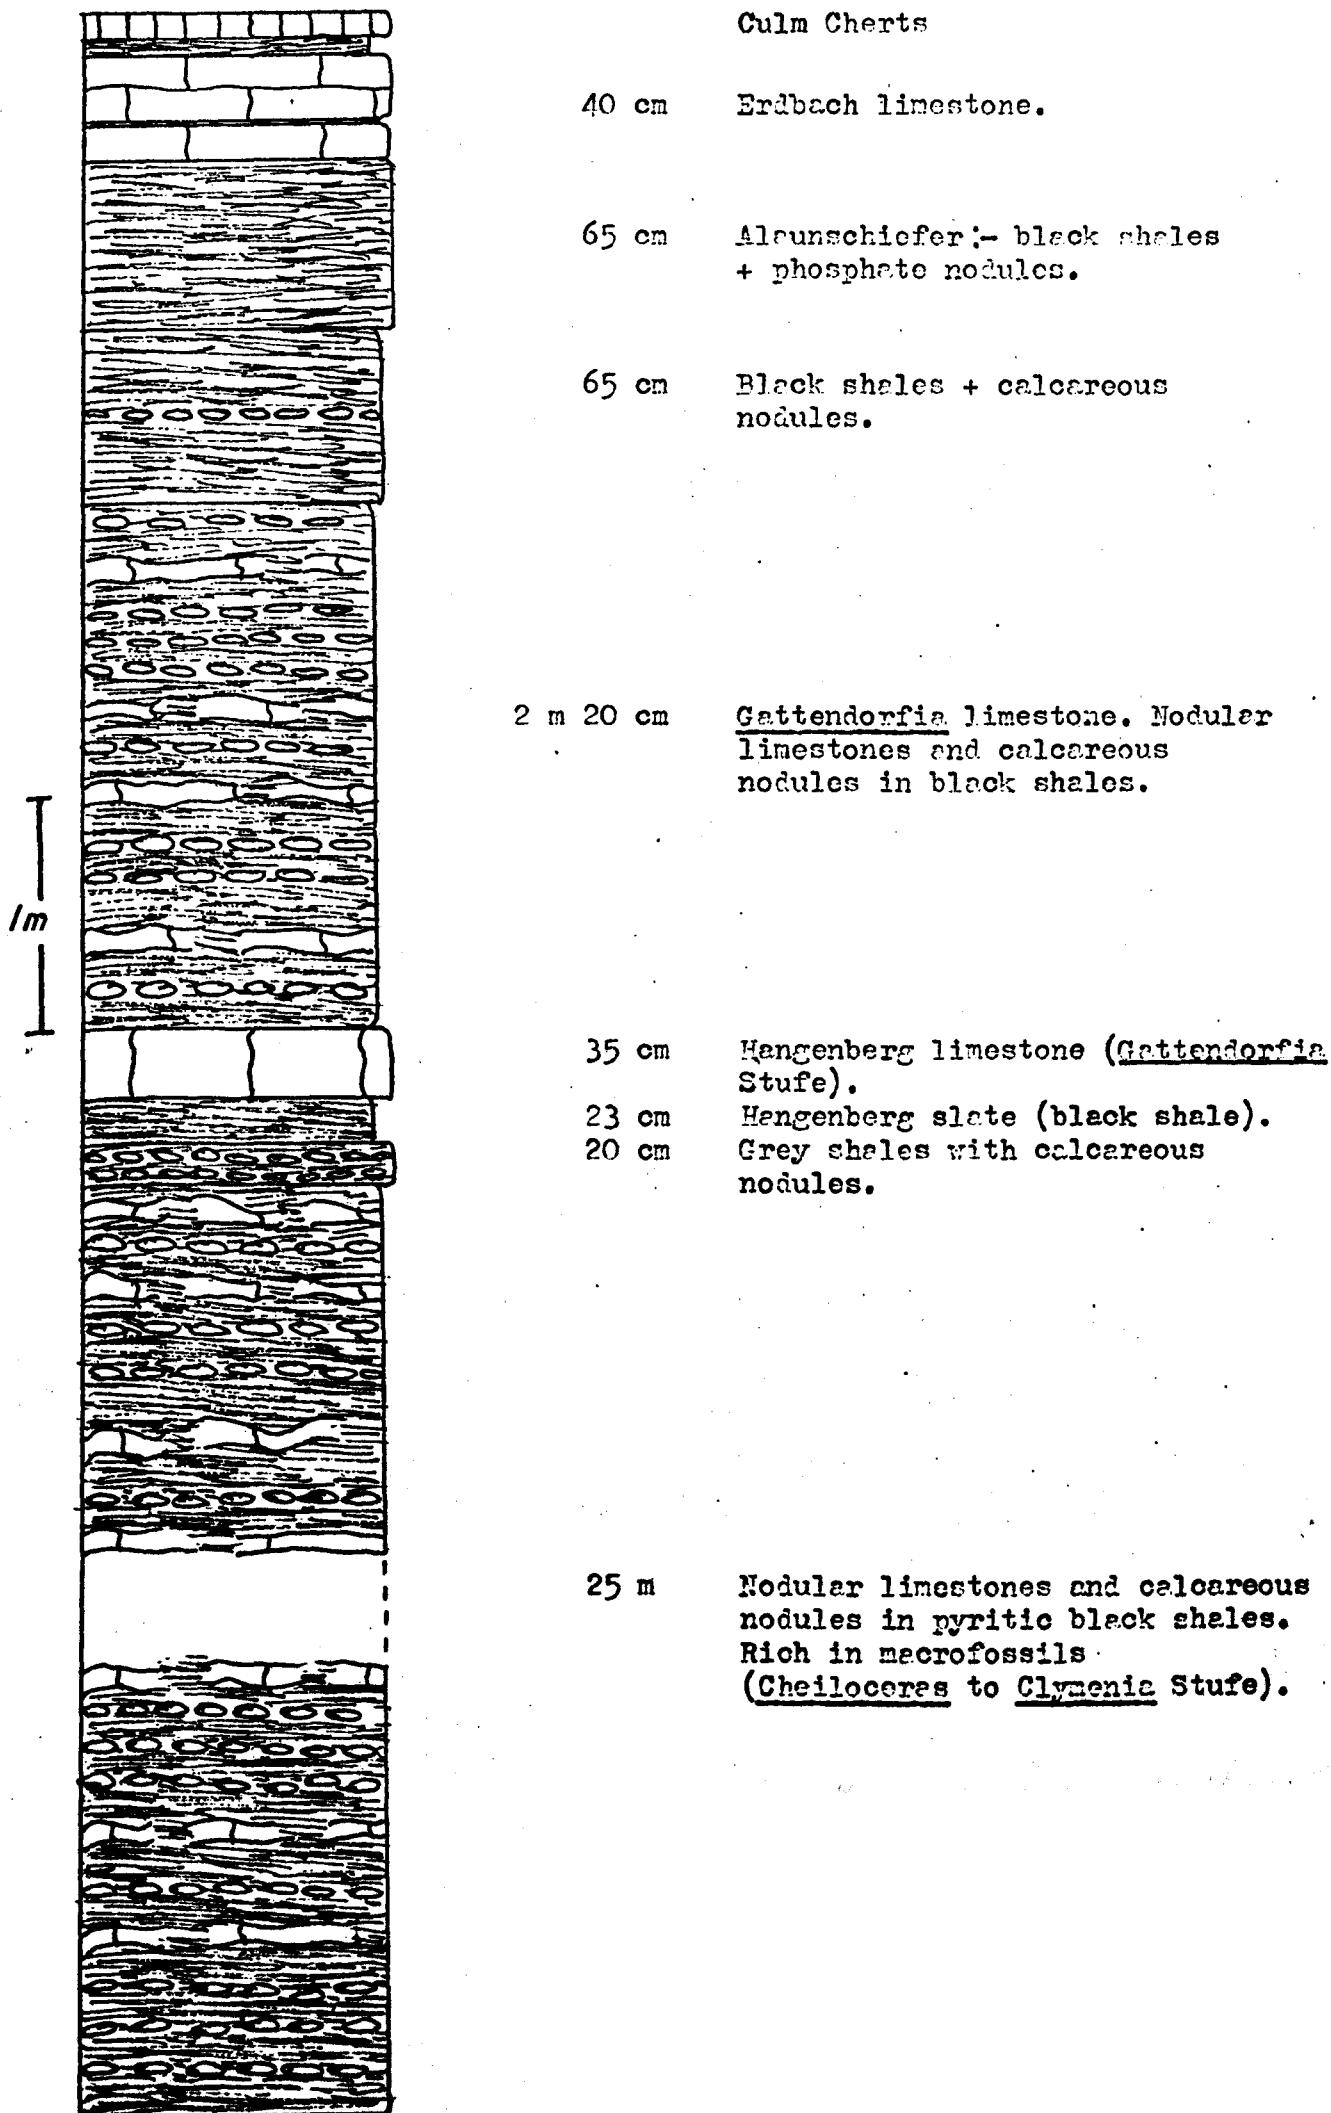 Culm Cherts
40 cm Erdbach limestone.
65 cm Alaunschiefer:- black shales
+ phosphate nodules.
65 cm Black shales + calcareous
nodules.
2 m 20 cm Gattendorfia limestone. Nodular
limestones and calcareous
nodules in black shales.
1m
35 cm Hangenberg limestone (Gattendorfia
Stufe).
23 cm Hangenberg slate (black shale).
20 cm Grey shales with calcareous
nodules.
25 m Nodular limestones and calcareous
nodules in pyritic black shales.
Rich in macrofossils
(Cheiloceras to Clymenia Stufe).